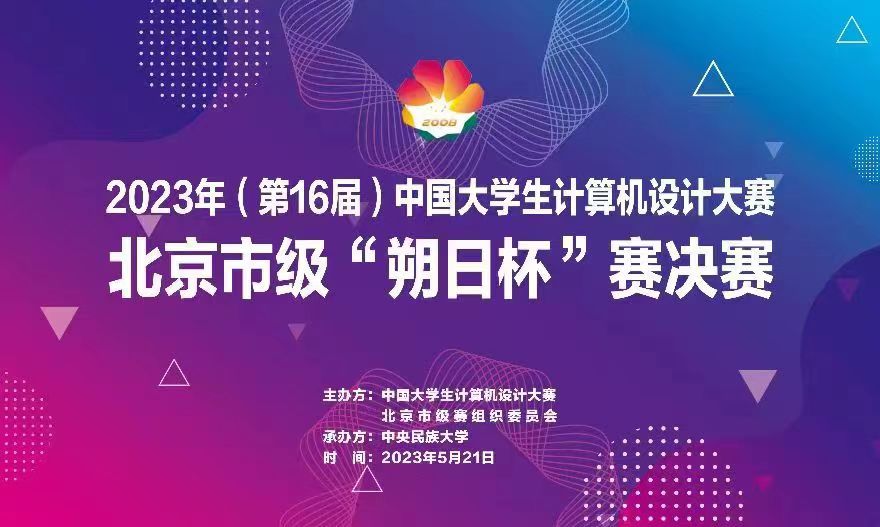 2008
2023年（第16届）中国大学生计算机设计大赛
北京市级“朔日杯”赛决赛
主办方：中国大学生计算机设计大赛
北京市级赛组织委员会
承办方：中央民族大学
时　间：2023年5月21日